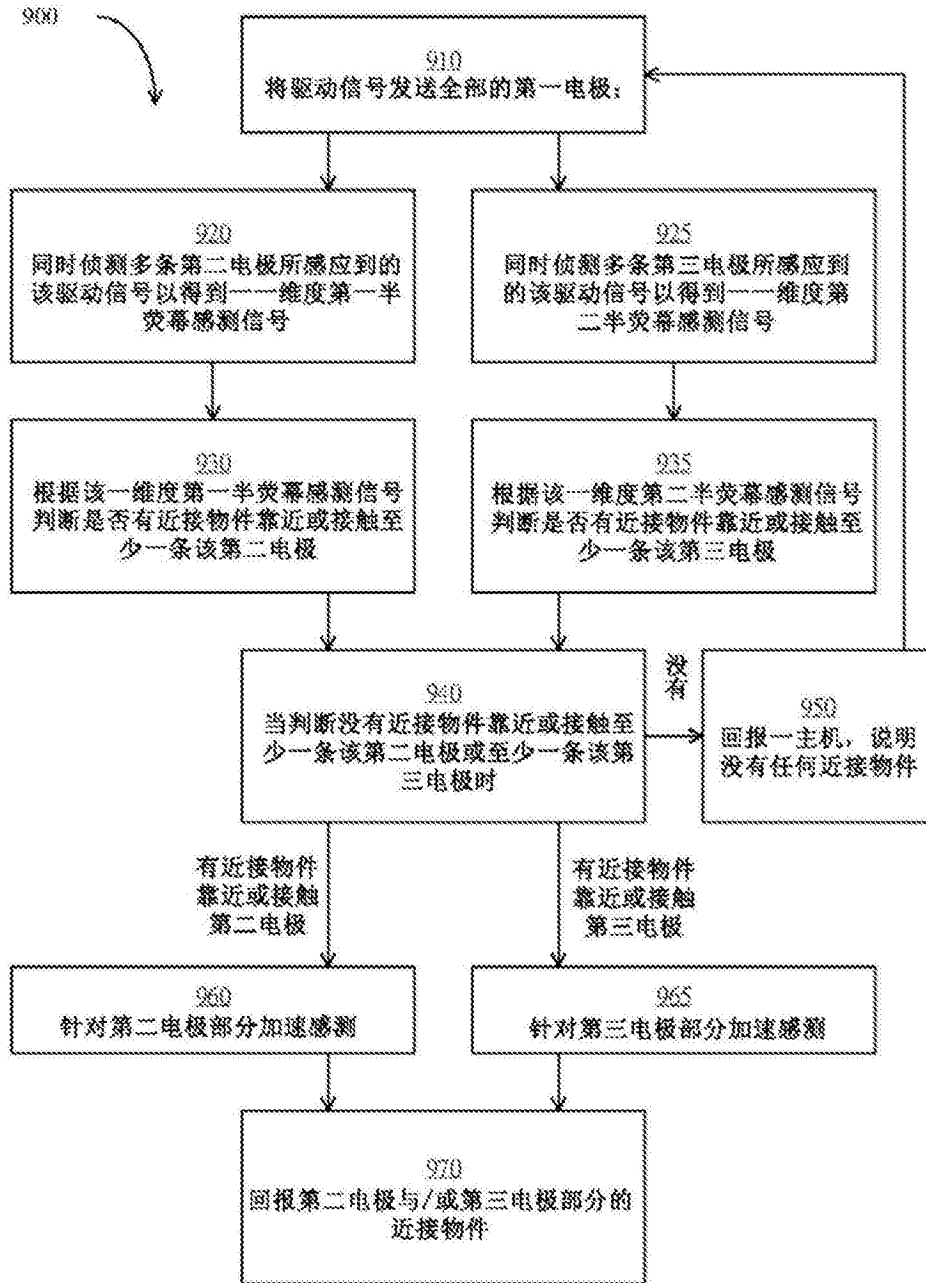 900
910
将驱动信号发送全部的第一电极；
920
同时侦测多条第二电极所感应到的
该驱动信号以得到一一维度第一半
荧幕感测信号
925
同时侦测多条第三电极所感应到
的该驱动信号以得到一一维度第
二半荧幕感测信号
930
根据该一维度第一半荧幕感测信号
判断是否有近接物件靠近或接触至
少一条该第二电极
935
根据该一维度第二半荧幕感测信号
判断是否有近接物件靠近或接触至
少一条该第三电极
940
当判断没有近接物件靠近或接触至
少一条该第二电极或至少一条该第
三电极时
没有
950
回报一主机，说明
没有任何近接物件
有近接物件
靠近或接触
第二电极
有近接物件
靠近或接触
第三电极
960
针对第二电极部分加速感测
965
针对第三电极部分加速感测
970
回报第二电极与/或第三电极部分的
近接物件